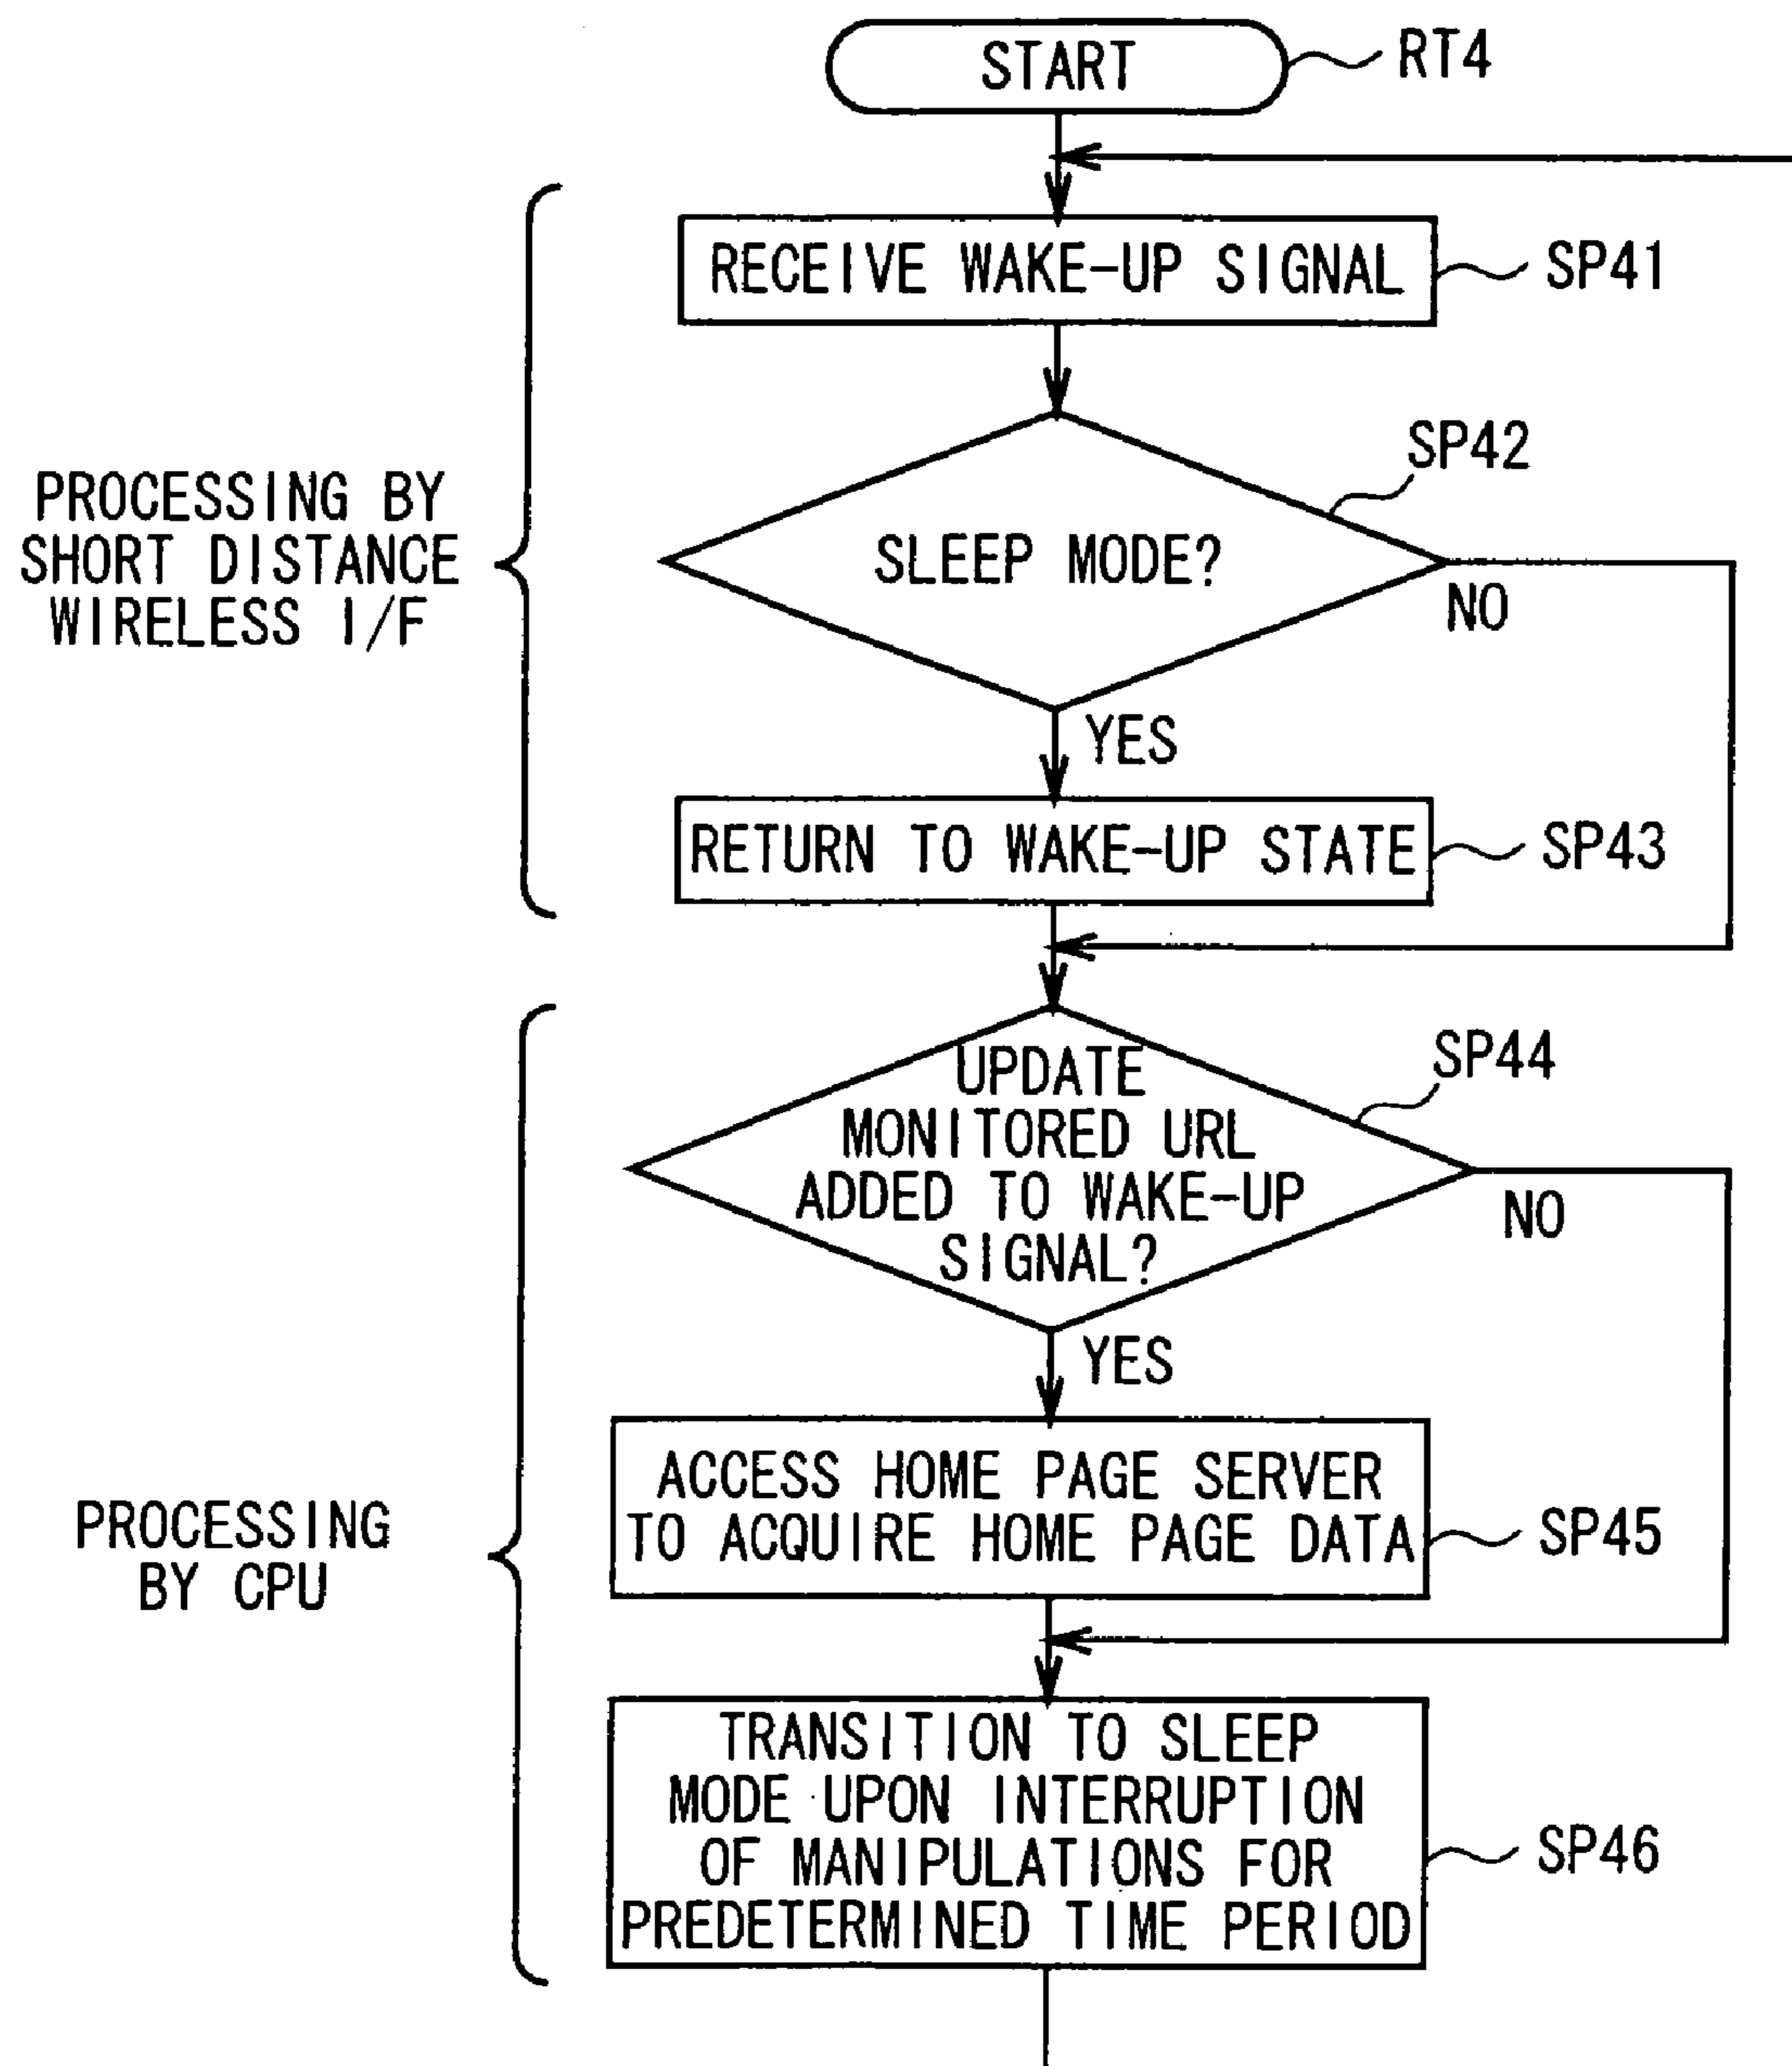 START
RT4
RECEIVE WAKE-UP SIGNAL
SP41
SP42
PROCESSING BY
SHORT DISTANCE
WIRELESS I/F
SLEEP MODE?
NO
YES
RETURN TO WAKE-UP STATE
SP43
SP44
UPDATE
MONITORED URL
ADDED TO WAKE-UP
SIGNAL?
NO
YES
ACCESS HOME PAGE SERVER
TO ACQUIRE HOME PAGE DATA
SP45
PROCESSING
BY CPU
TRANSITION TO SLEEP
MODE UPON INTERRUPTION
OF MANIPULATIONS FOR
PREDETERMINED TIME PERIOD
SP46